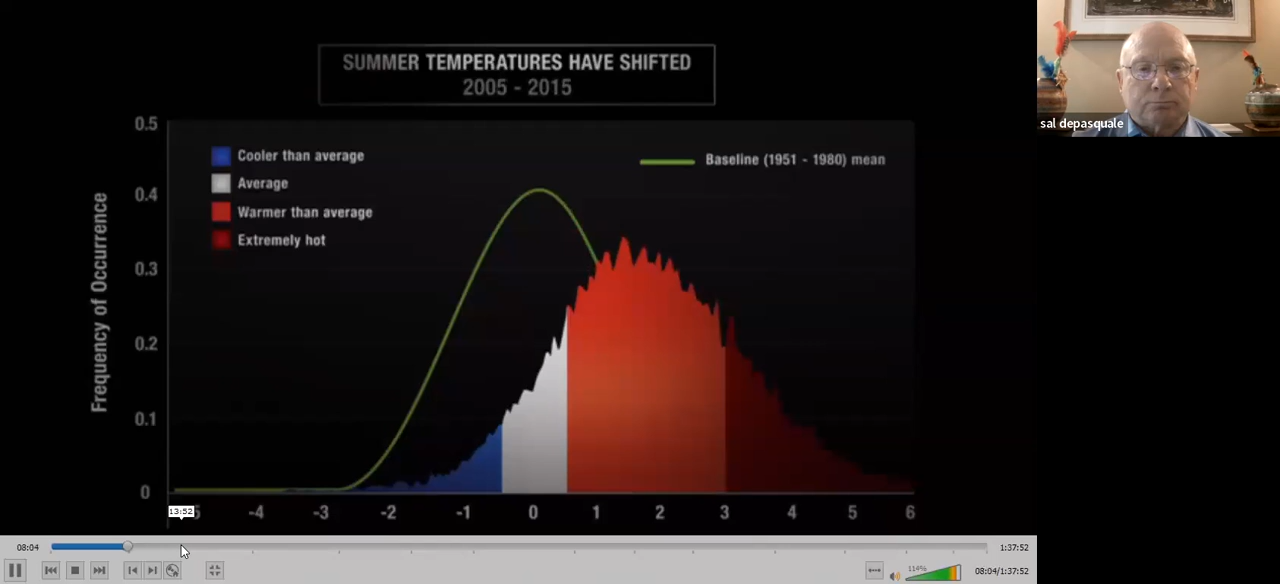 SUMMER TEMPERATURES HAVE SHIFTED
2005 - 2015
sal depasquale
0.5
Cooler than average
Average
Warmer than average
Extremely hot
Baseline (1951 - 1980) mean
0.4
0.3
0.2
0.1
0
Frequency of Occurrence
-4 -3 -2 -1 0 1 2 3 4 5 6
13:52
08:04
1:37:52
114%
08:04/1:37:52